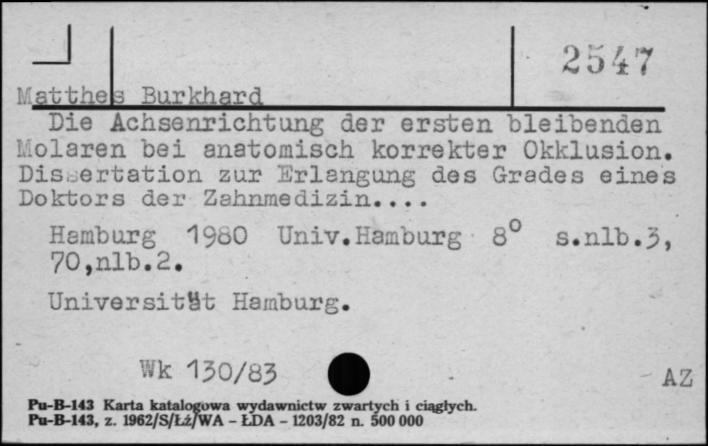 2547
Matthes Burkhard
Die Achsenrichtung der ersten bleibenden
Molaren bei anatomisch korrekter Okklusion.
Dissertation zur Erlangung des Grades eines
Doktors der Zahnmedizin....
Hamburg 1980 Univ.Hamburg 8° s.nlb.3,
70,nlb.2.
Universität Hamburg.
Wk 130/83
AZ
Pu-B-143 Karta katalogowa wydawnictw zwartych i ciągłych.
Pu-B-143, z. 1962/S/Łź/WA - ŁDA - 1203/82 n. 500 000